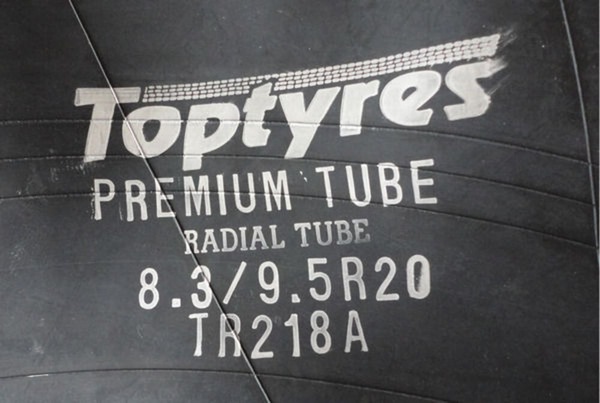 Toptyres
PREMIUM TUBE
RADIAL TUBE
8.3/9.5R20
TR218A